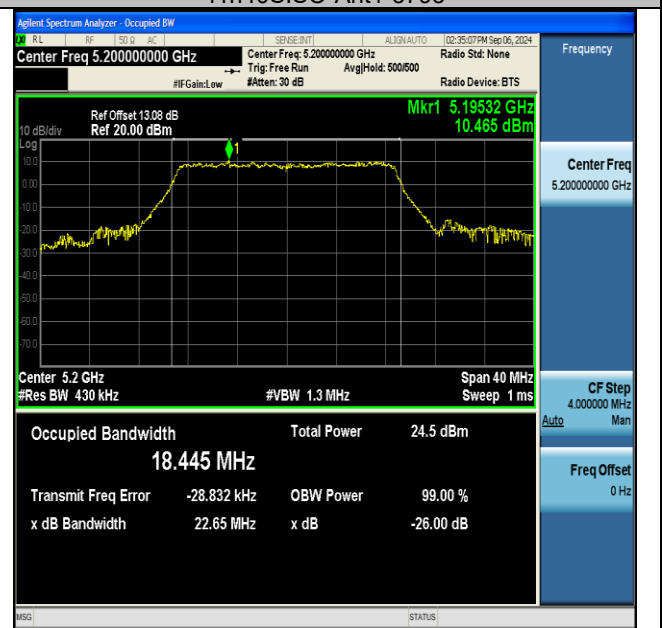 Agilent Spectrum Analyzer - Occupied BW
RL RF 50 Ω AC SENSE:INT ALIGN AUTO 02:35:07 PM Sep 06, 2024
Center Freq 5.200000000 GHz
Center Freq: 5.200000000 GHz
Radio Std: None
Trig: Free Run Avg|Hold: 500/500
#IFGain:Low
#Atten: 30 dB
Radio Device: BTS
Frequency
Ref Offset 13.08 dB
Ref 20.00 dBm
10 dB/div
Log
Mkr1 5.19532 GHz
10.465 dBm
1
10.0
0.00
-10.0
-20.0
-30.0
-40.0
-50.0
-60.0
-70.0
Center 5.2 GHz
Span 40 MHz
#Res BW 430 kHz
#VBW 1.3 MHz
Sweep 1 ms
Center Freq
5.200000000 GHz
CF Step
4.000000 MHz
Auto Man
Freq Offset
0 Hz
Occupied Bandwidth
18.445 MHz
Total Power 24.5 dBm
Transmit Freq Error -28.832 kHz
OBW Power 99.00 %
x dB Bandwidth 22.65 MHz
x dB -26.00 dB
MSG STATUS